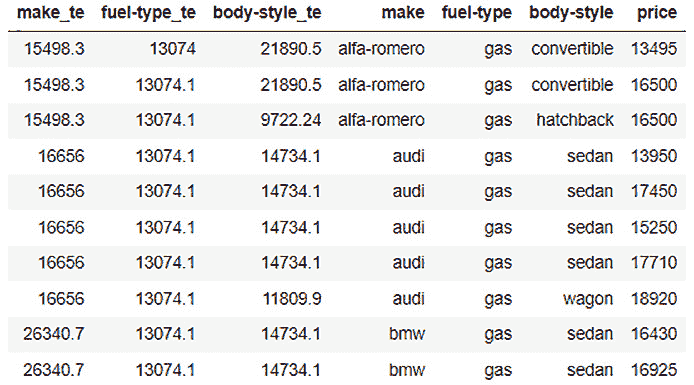 make_te fuel-type_te body-style_te make fuel-type body-style price
15498.3 13074 21890.5 alfa-romero gas convertible 13495
15498.3 13074.1 21890.5 alfa-romero gas convertible 16500
15498.3 13074.1 9722.24 alfa-romero gas hatchback 16500
16656 13074.1 14734.1 audi gas sedan 13950
16656 13074.1 14734.1 audi gas sedan 17450
16656 13074.1 14734.1 audi gas sedan 15250
16656 13074.1 14734.1 audi gas sedan 17710
16656 13074.1 11809.9 audi gas wagon 18920
26340.7 13074.1 14734.1 bmw gas sedan 16430
26340.7 13074.1 14734.1 bmw gas sedan 16925